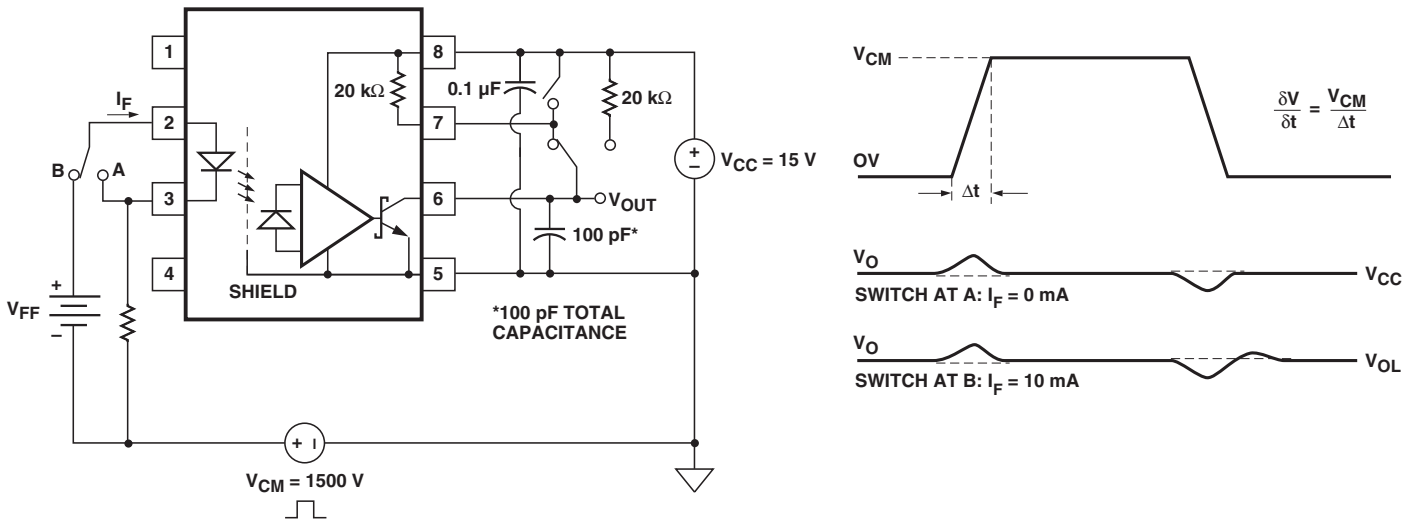 1
2
3
4
8
7
6
5
I_F
B
A
+
V_FF
−
SHIELD
20 kΩ
0.1 µF
20 kΩ
+
−
V_CC = 15 V
V_OUT
100 pF*
*100 pF TOTAL
CAPACITANCE
+ I
V_CM = 1500 V
V_CM
OV
Δt
δV/δt = V_CM/Δt
V_O
V_CC
SWITCH AT A: I_F = 0 mA
V_O
V_OL
SWITCH AT B: I_F = 10 mA